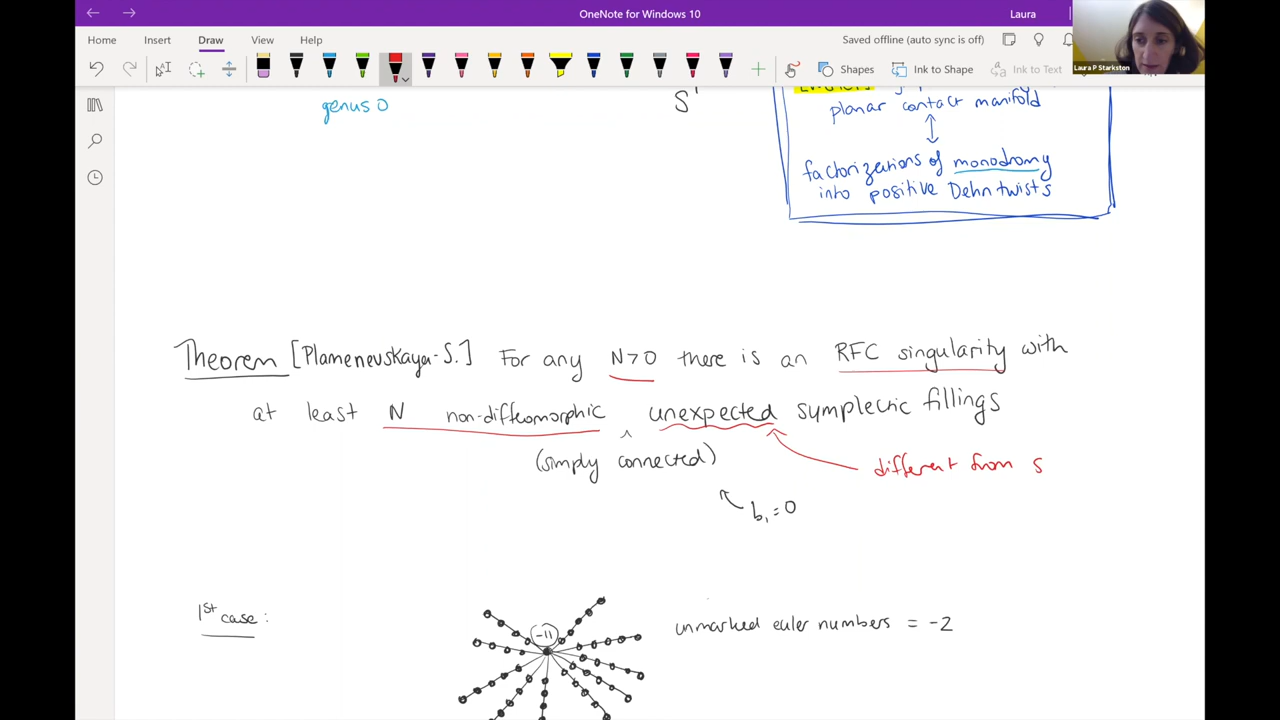 OneNote for Windows 10
Laura
Home Insert Draw View Help
Saved offline (auto sync is off)
Shapes
Ink to Shape
Ink to Text
Laura P Starkston
genus 0
S¹
planar contact manifold
factorizations of monodromy
into positive Dehn twists
Theorem [Plamenevskaya-S.] For any N>0 there is an RFC singularity with
at least N non-diffeomorphic unexpected symplectic fillings
(simply connected)
different from s
b₁=0
1st case:
-11
unmarked euler numbers = -2